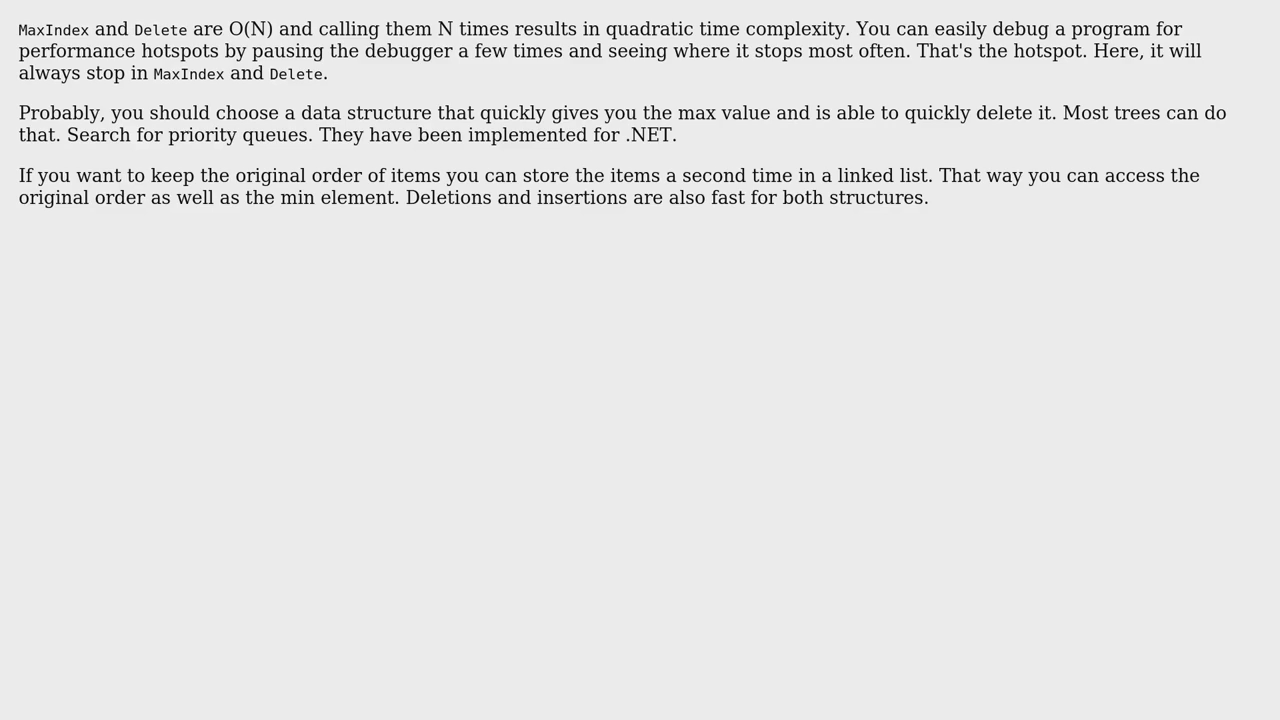 MaxIndex and Delete are O(N) and calling them N times results in quadratic time complexity. You can easily debug a program for
performance hotspots by pausing the debugger a few times and seeing where it stops most often. That's the hotspot. Here, it will
always stop in MaxIndex and Delete.
Probably, you should choose a data structure that quickly gives you the max value and is able to quickly delete it. Most trees can do
that. Search for priority queues. They have been implemented for .NET.
If you want to keep the original order of items you can store the items a second time in a linked list. That way you can access the
original order as well as the min element. Deletions and insertions are also fast for both structures.